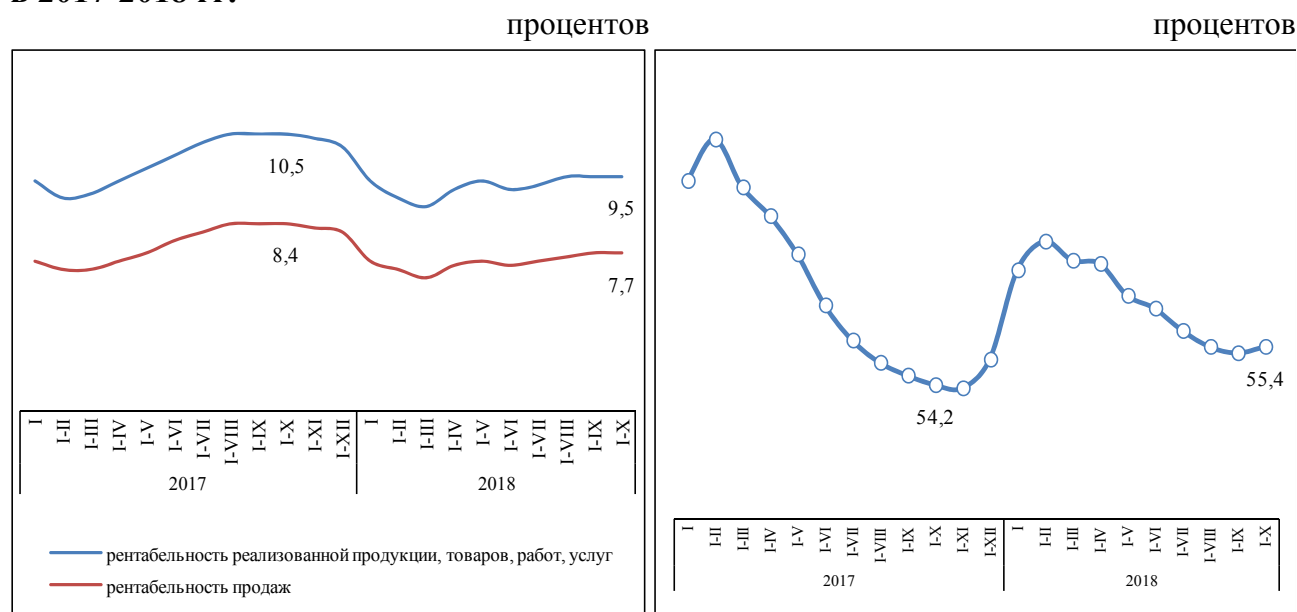 в 2017-2018 гг.
процентов
10,5
9,5
8,4
7,7
I I-II I-III I-IV I-V I-VI I-VII I-VIII I-IX I-X I-XI I-XII I I-II I-III I-IV I-V I-VI I-VII I-VIII I-IX I-X
2017 2018
рентабельность реализованной продукции, товаров, работ, услуг
рентабельность продаж
процентов
55,4
54,2
I I-II I-III I-IV I-V I-VI I-VII I-VIII I-IX I-X I-XI I-XII I I-II I-III I-IV I-V I-VI I-VII I-VIII I-IX I-X
2017 2018